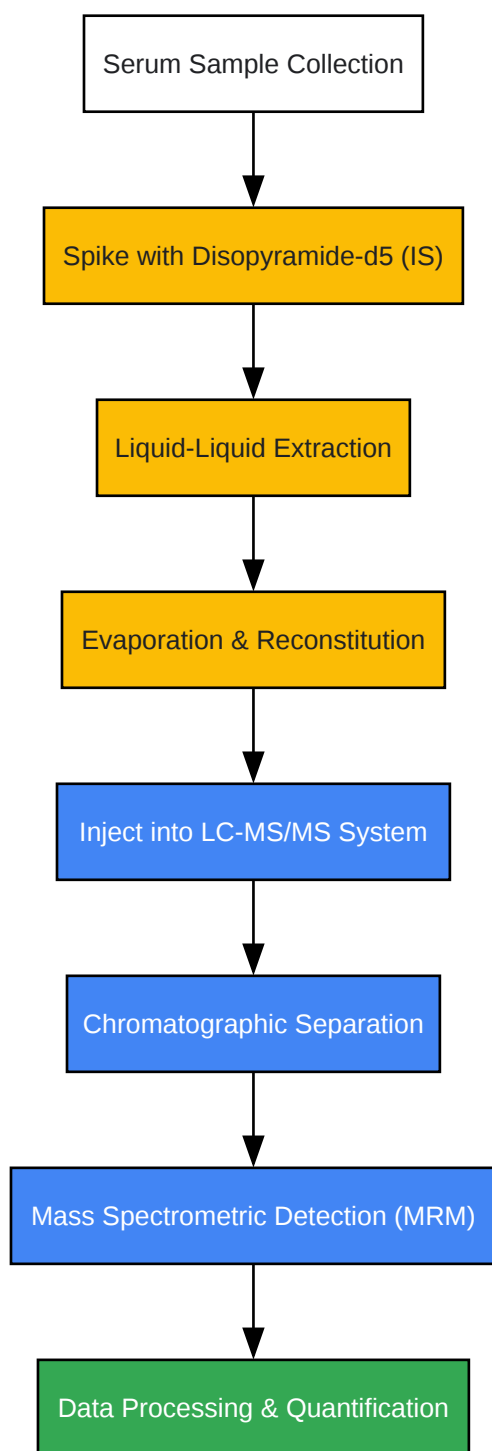 Serum Sample Collection
Spike with Disopyramide-d5 (IS)
Liquid-Liquid Extraction
Evaporation & Reconstitution
Inject into LC-MS/MS System
Chromatographic Separation
Mass Spectrometric Detection (MRM)
Data Processing & Quantification